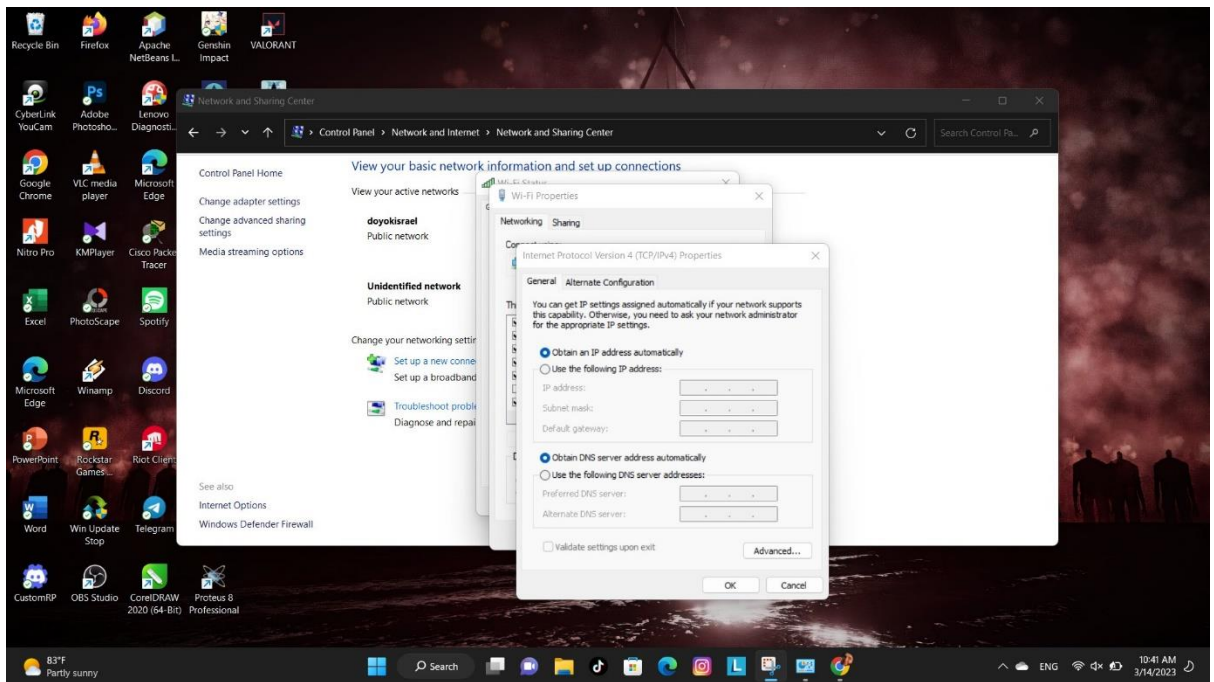 Recycle Bin
Firefox
Apache
NetBeans I...
Genshin
Impact
VALORANT
CyberLink
YouCam
Adobe
Photosho...
Lenovo
Diagnosti...
Google
Chrome
VLC media
player
Microsoft
Edge
Nitro Pro
KMPlayer
Cisco Packe
Tracer
Excel
PhotoScape
Spotify
Microsoft
Edge
Winamp
Discord
PowerPoint
Rockstar
Games ...
Riot Client
Word
Win Update
Stop
Telegram
CustomRP
OBS Studio
CorelDRAW
2020 (64-Bit)
Proteus 8
Professional
Network and Sharing Center
Control Panel > Network and Internet > Network and Sharing Center
Search Control Pa...
Control Panel Home
Change adapter settings
Change advanced sharing
settings
Media streaming options
See also
Internet Options
Windows Defender Firewall
View your basic network information and set up connections
View your active networks
doyokisrael
Public network
Unidentified network
Public network
Change your networking settin
Set up a new conne
Set up a broadband
Troubleshoot proble
Diagnose and repai
Wi-Fi Status
Wi-Fi Properties
Networking Sharing
Th
Internet Protocol Version 4 (TCP/IPv4) Properties
General Alternate Configuration
You can get IP settings assigned automatically if your network supports
this capability. Otherwise, you need to ask your network administrator
for the appropriate IP settings.
Obtain an IP address automatically
Use the following IP address:
IP address:
Subnet mask:
Default gateway:
Obtain DNS server address automatically
Use the following DNS server addresses:
Preferred DNS server:
Alternate DNS server:
Validate settings upon exit
Advanced...
OK Cancel
83°F
Partly sunny
Search
ENG
10:41 AM
3/14/2023